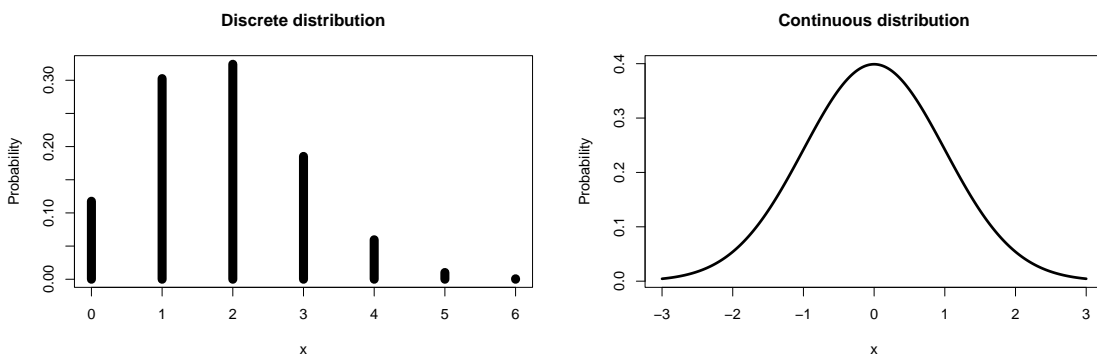 Discrete distribution
Probability
0.30
0.20
0.10
0.00
0 1 2 3 4 5 6
x
Continuous distribution
Probability
0.4
0.3
0.2
0.1
0.0
−3 −2 −1 0 1 2 3
x